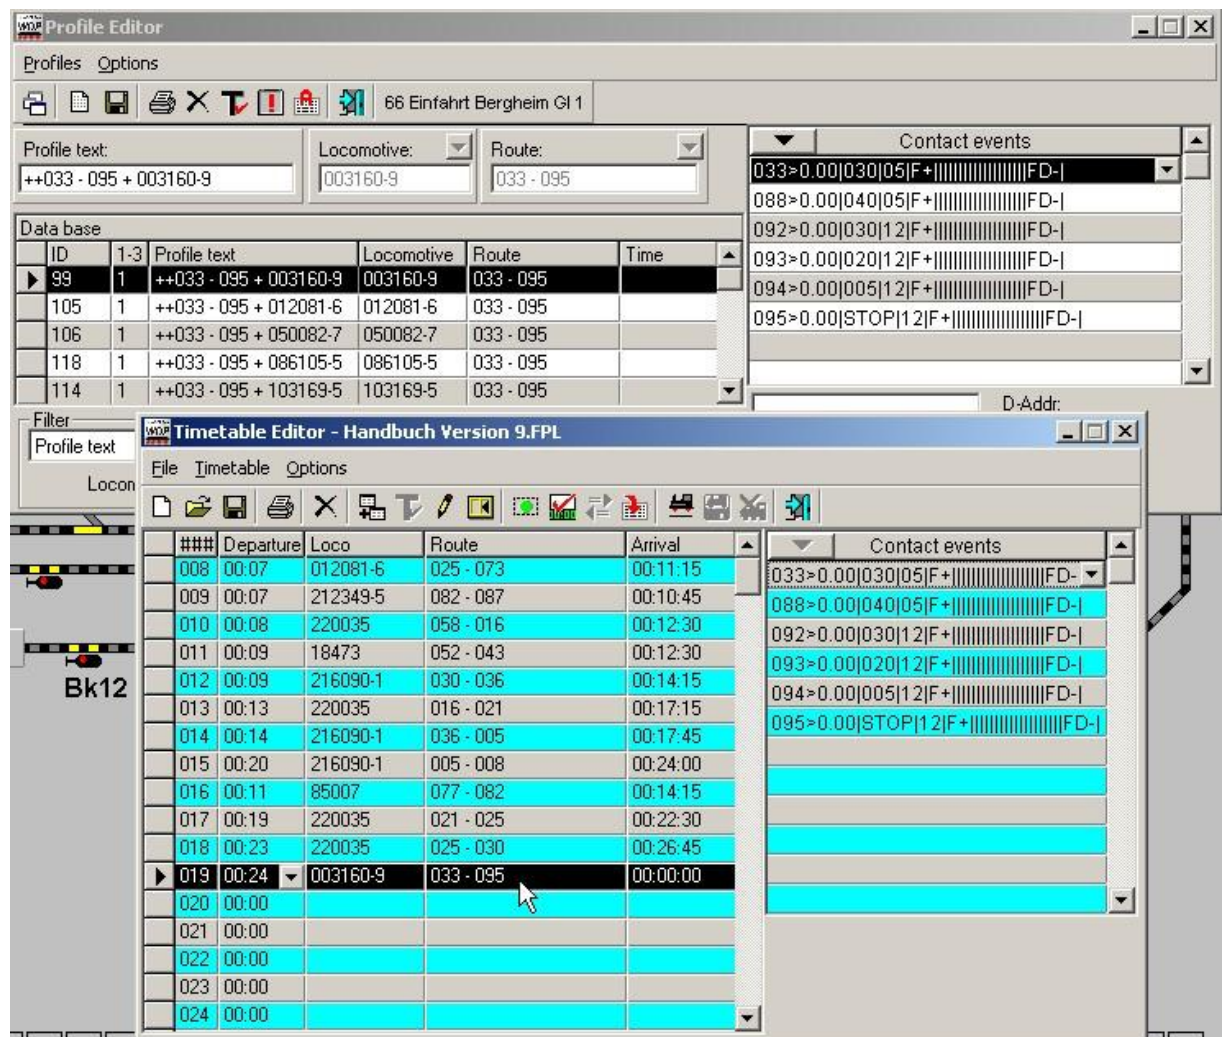 Profile Editor
Profiles Options
66 Einfahrt Bergheim Gl 1
Profile text: Locomotive: Route:
++033 - 095 + 003160-9 003160-9 033 - 095
Data base
ID 1-3 Profile text Locomotive Route Time
99 1 ++033 - 095 + 003160-9 003160-9 033 - 095
105 1 ++033 - 095 + 012081-6 012081-6 033 - 095
106 1 ++033 - 095 + 050082-7 050082-7 033 - 095
118 1 ++033 - 095 + 086105-5 086105-5 033 - 095
114 1 ++033 - 095 + 103169-5 103169-5 033 - 095
Contact events
033>0.00|030|05|F+|||||||||||||||||||FD-|
088>0.00|040|05|F+|||||||||||||||||||FD-|
092>0.00|030|12|F+|||||||||||||||||||FD-|
093>0.00|020|12|F+|||||||||||||||||||FD-|
094>0.00|005|12|F+|||||||||||||||||||FD-|
095>0.00|STOP|12|F+|||||||||||||||||||FD-|
D-Addr:
Filter
Profile text
Locom
Bk12
Timetable Editor - Handbuch Version 9.FPL
File Timetable Options
### Departure Loco Route Arrival
008 00:07 012081-6 025 - 073 00:11:15
009 00:07 212349-5 082 - 087 00:10:45
010 00:08 220035 058 - 016 00:12:30
011 00:09 18473 052 - 043 00:12:30
012 00:09 216090-1 030 - 036 00:14:15
013 00:13 220035 016 - 021 00:17:15
014 00:14 216090-1 036 - 005 00:17:45
015 00:20 216090-1 005 - 008 00:24:00
016 00:11 85007 077 - 082 00:14:15
017 00:19 220035 021 - 025 00:22:30
018 00:23 220035 025 - 030 00:26:45
019 00:24 003160-9 033 - 095 00:00:00
020 00:00
021 00:00
022 00:00
023 00:00
024 00:00
Contact events
033>0.00|030|05|F+|||||||||||||||||||FD-
088>0.00|040|05|F+|||||||||||||||||||FD-|
092>0.00|030|12|F+|||||||||||||||||||FD-|
093>0.00|020|12|F+|||||||||||||||||||FD-|
094>0.00|005|12|F+|||||||||||||||||||FD-|
095>0.00|STOP|12|F+|||||||||||||||||||FD-|